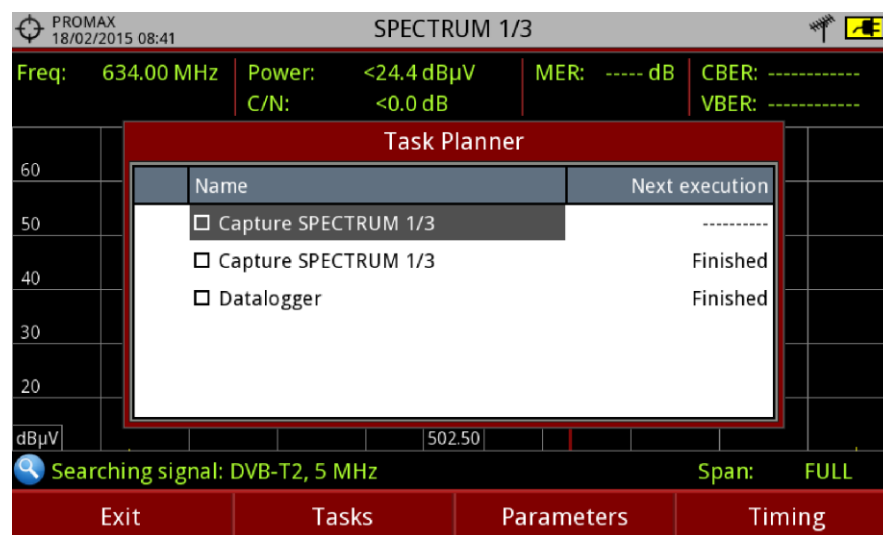 PROMAX
18/02/2015 08:41
SPECTRUM 1/3
Freq: 634.00 MHz Power: <24.4 dBµV MER: ----- dB CBER: ------------
C/N: <0.0 dB VBER: ------------
Task Planner
Name Next execution
Capture SPECTRUM 1/3 ----------
Capture SPECTRUM 1/3 Finished
Datalogger Finished
60
50
40
30
20
dBµV 502.50
Searching signal: DVB-T2, 5 MHz Span: FULL
Exit Tasks Parameters Timing